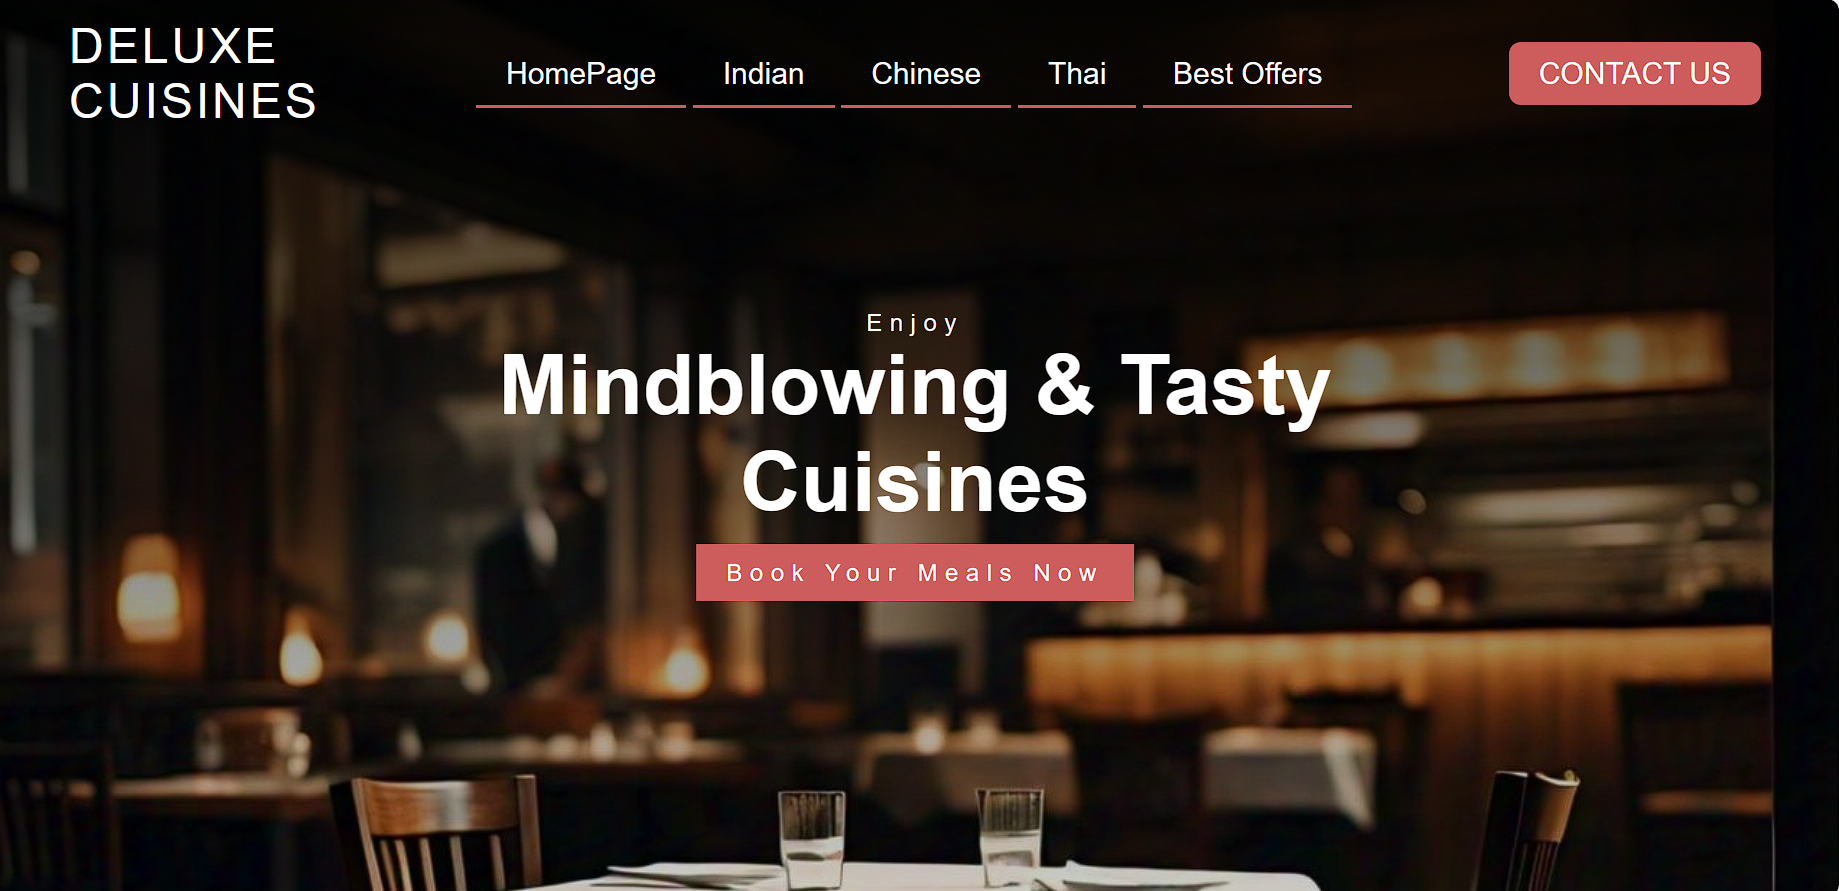 DELUXE
CUISINES
HomePage Indian Chinese Thai Best Offers
CONTACT US
Enjoy
Mindblowing & Tasty
Cuisines
Book Your Meals Now